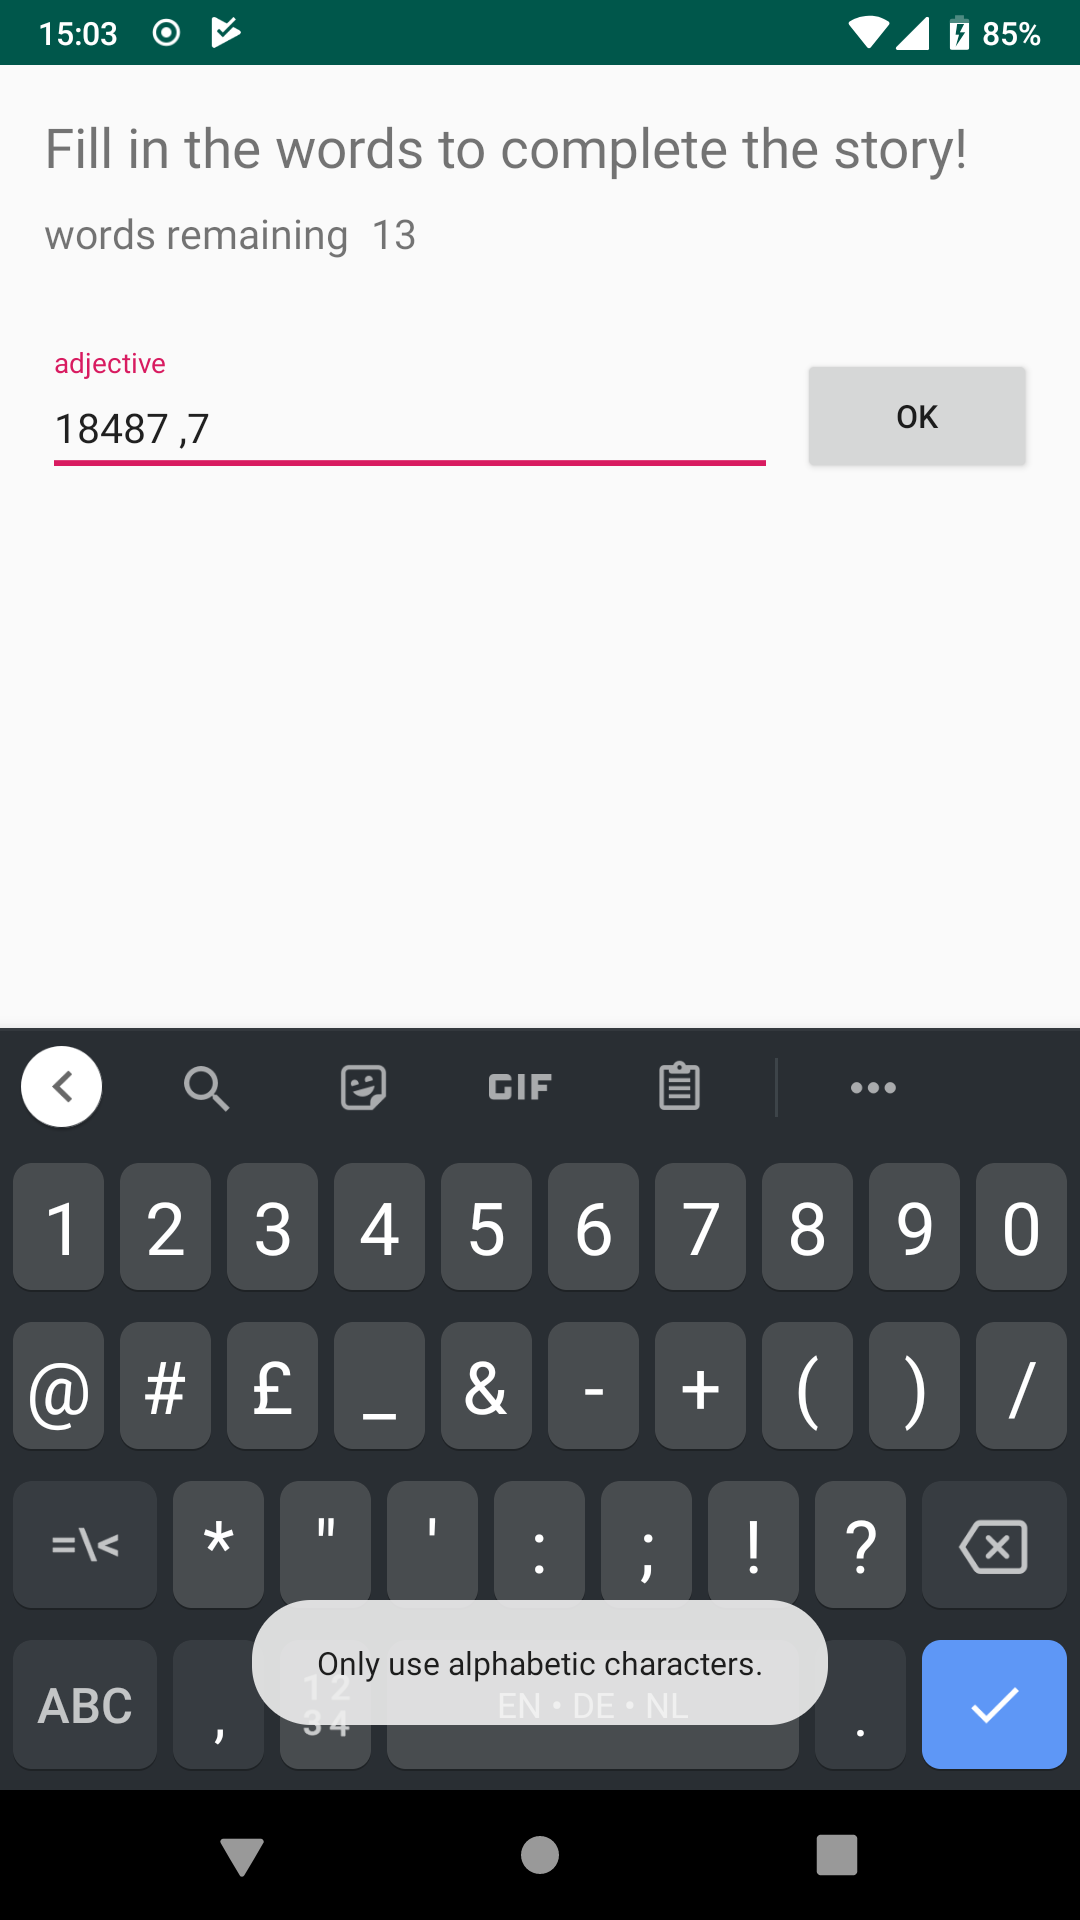 15:03 85%
Fill in the words to complete the story!
words remaining 13
adjective
18487 ,7
OK
GIF
1 2 3 4 5 6 7 8 9 0
@ # £ _ & - + ( ) /
=\< * " ' : ; ! ?
Only use alphabetic characters.
ABC , 12 34 EN • DE • NL .